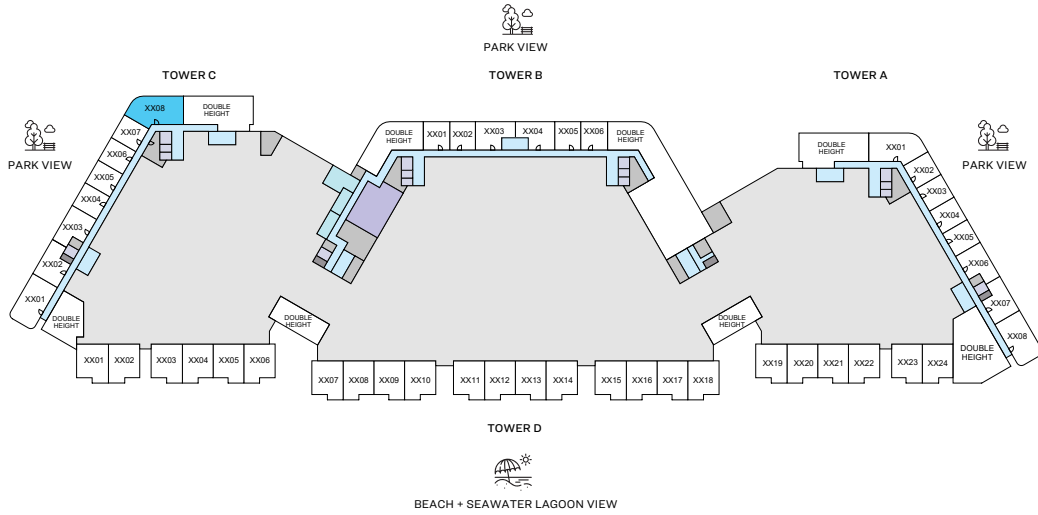 PARK VIEW
TOWER C
TOWER B
TOWER A
PARK VIEW
PARK VIEW
XX08
DOUBLE
HEIGHT
XX07
XX06
XX05
XX04
XX03
XX02
XX01
DOUBLE
HEIGHT
DOUBLE
HEIGHT
XX01
XX02
XX03
XX04
XX05
XX06
DOUBLE
HEIGHT
DOUBLE
HEIGHT
XX01
XX02
XX03
XX04
XX05
XX06
XX07
XX08
DOUBLE
HEIGHT
DOUBLE
HEIGHT
DOUBLE
HEIGHT
XX01
XX02
XX03
XX04
XX05
XX06
XX07
XX08
XX09
XX10
XX11
XX12
XX13
XX14
XX15
XX16
XX17
XX18
XX19
XX20
XX21
XX22
XX23
XX24
TOWER D
BEACH + SEAWATER LAGOON VIEW